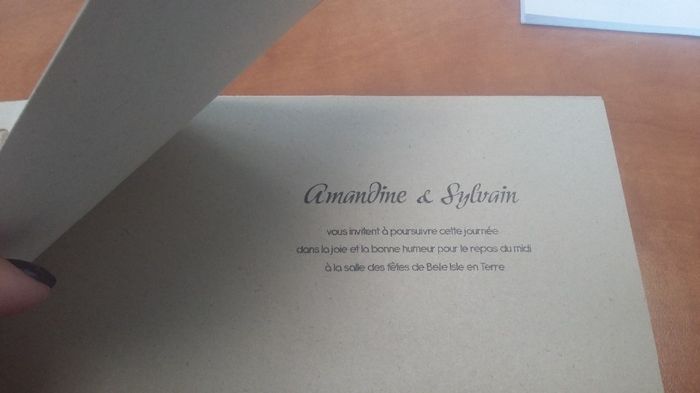 Amandine & Sylvain
vous invitent à poursuivre cette journée
dans la joie et la bonne humeur pour le repas du midi
à la salle des fêtes de Bele Isle en Terre